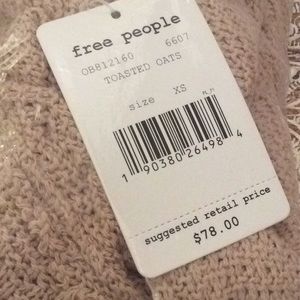 free people
OB812160 6607
TOASTED OATS
size XS
1 90380 26498 4
suggested retail price
$78.00